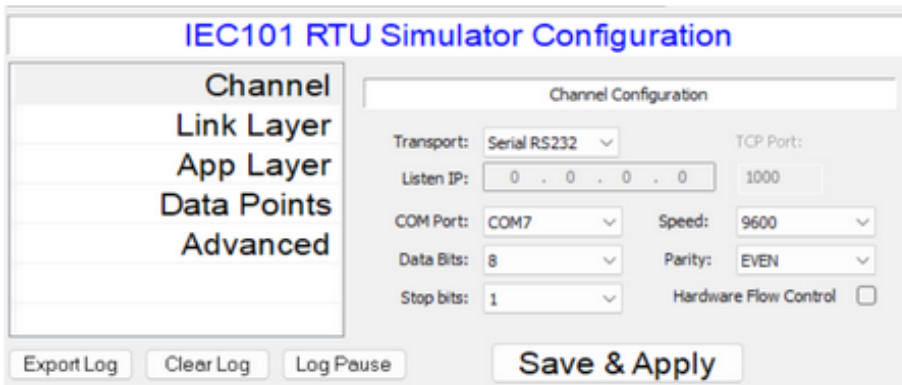 IEC101 RTU Simulator Configuration
Channel
Link Layer
App Layer
Data Points
Advanced
Channel Configuration
Transport: Serial RS232 TCP Port:
Listen IP: 0 . 0 . 0 . 0 1000
COM Port: COM7 Speed: 9600
Data Bits: 8 Parity: EVEN
Stop bits: 1 Hardware Flow Control
Export Log Clear Log Log Pause Save & Apply